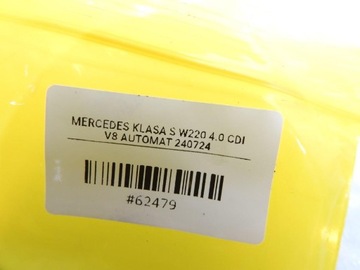 MERCEDES KLASA S W220 4.0 CDI
V8 AUTOMAT 240724
#62479